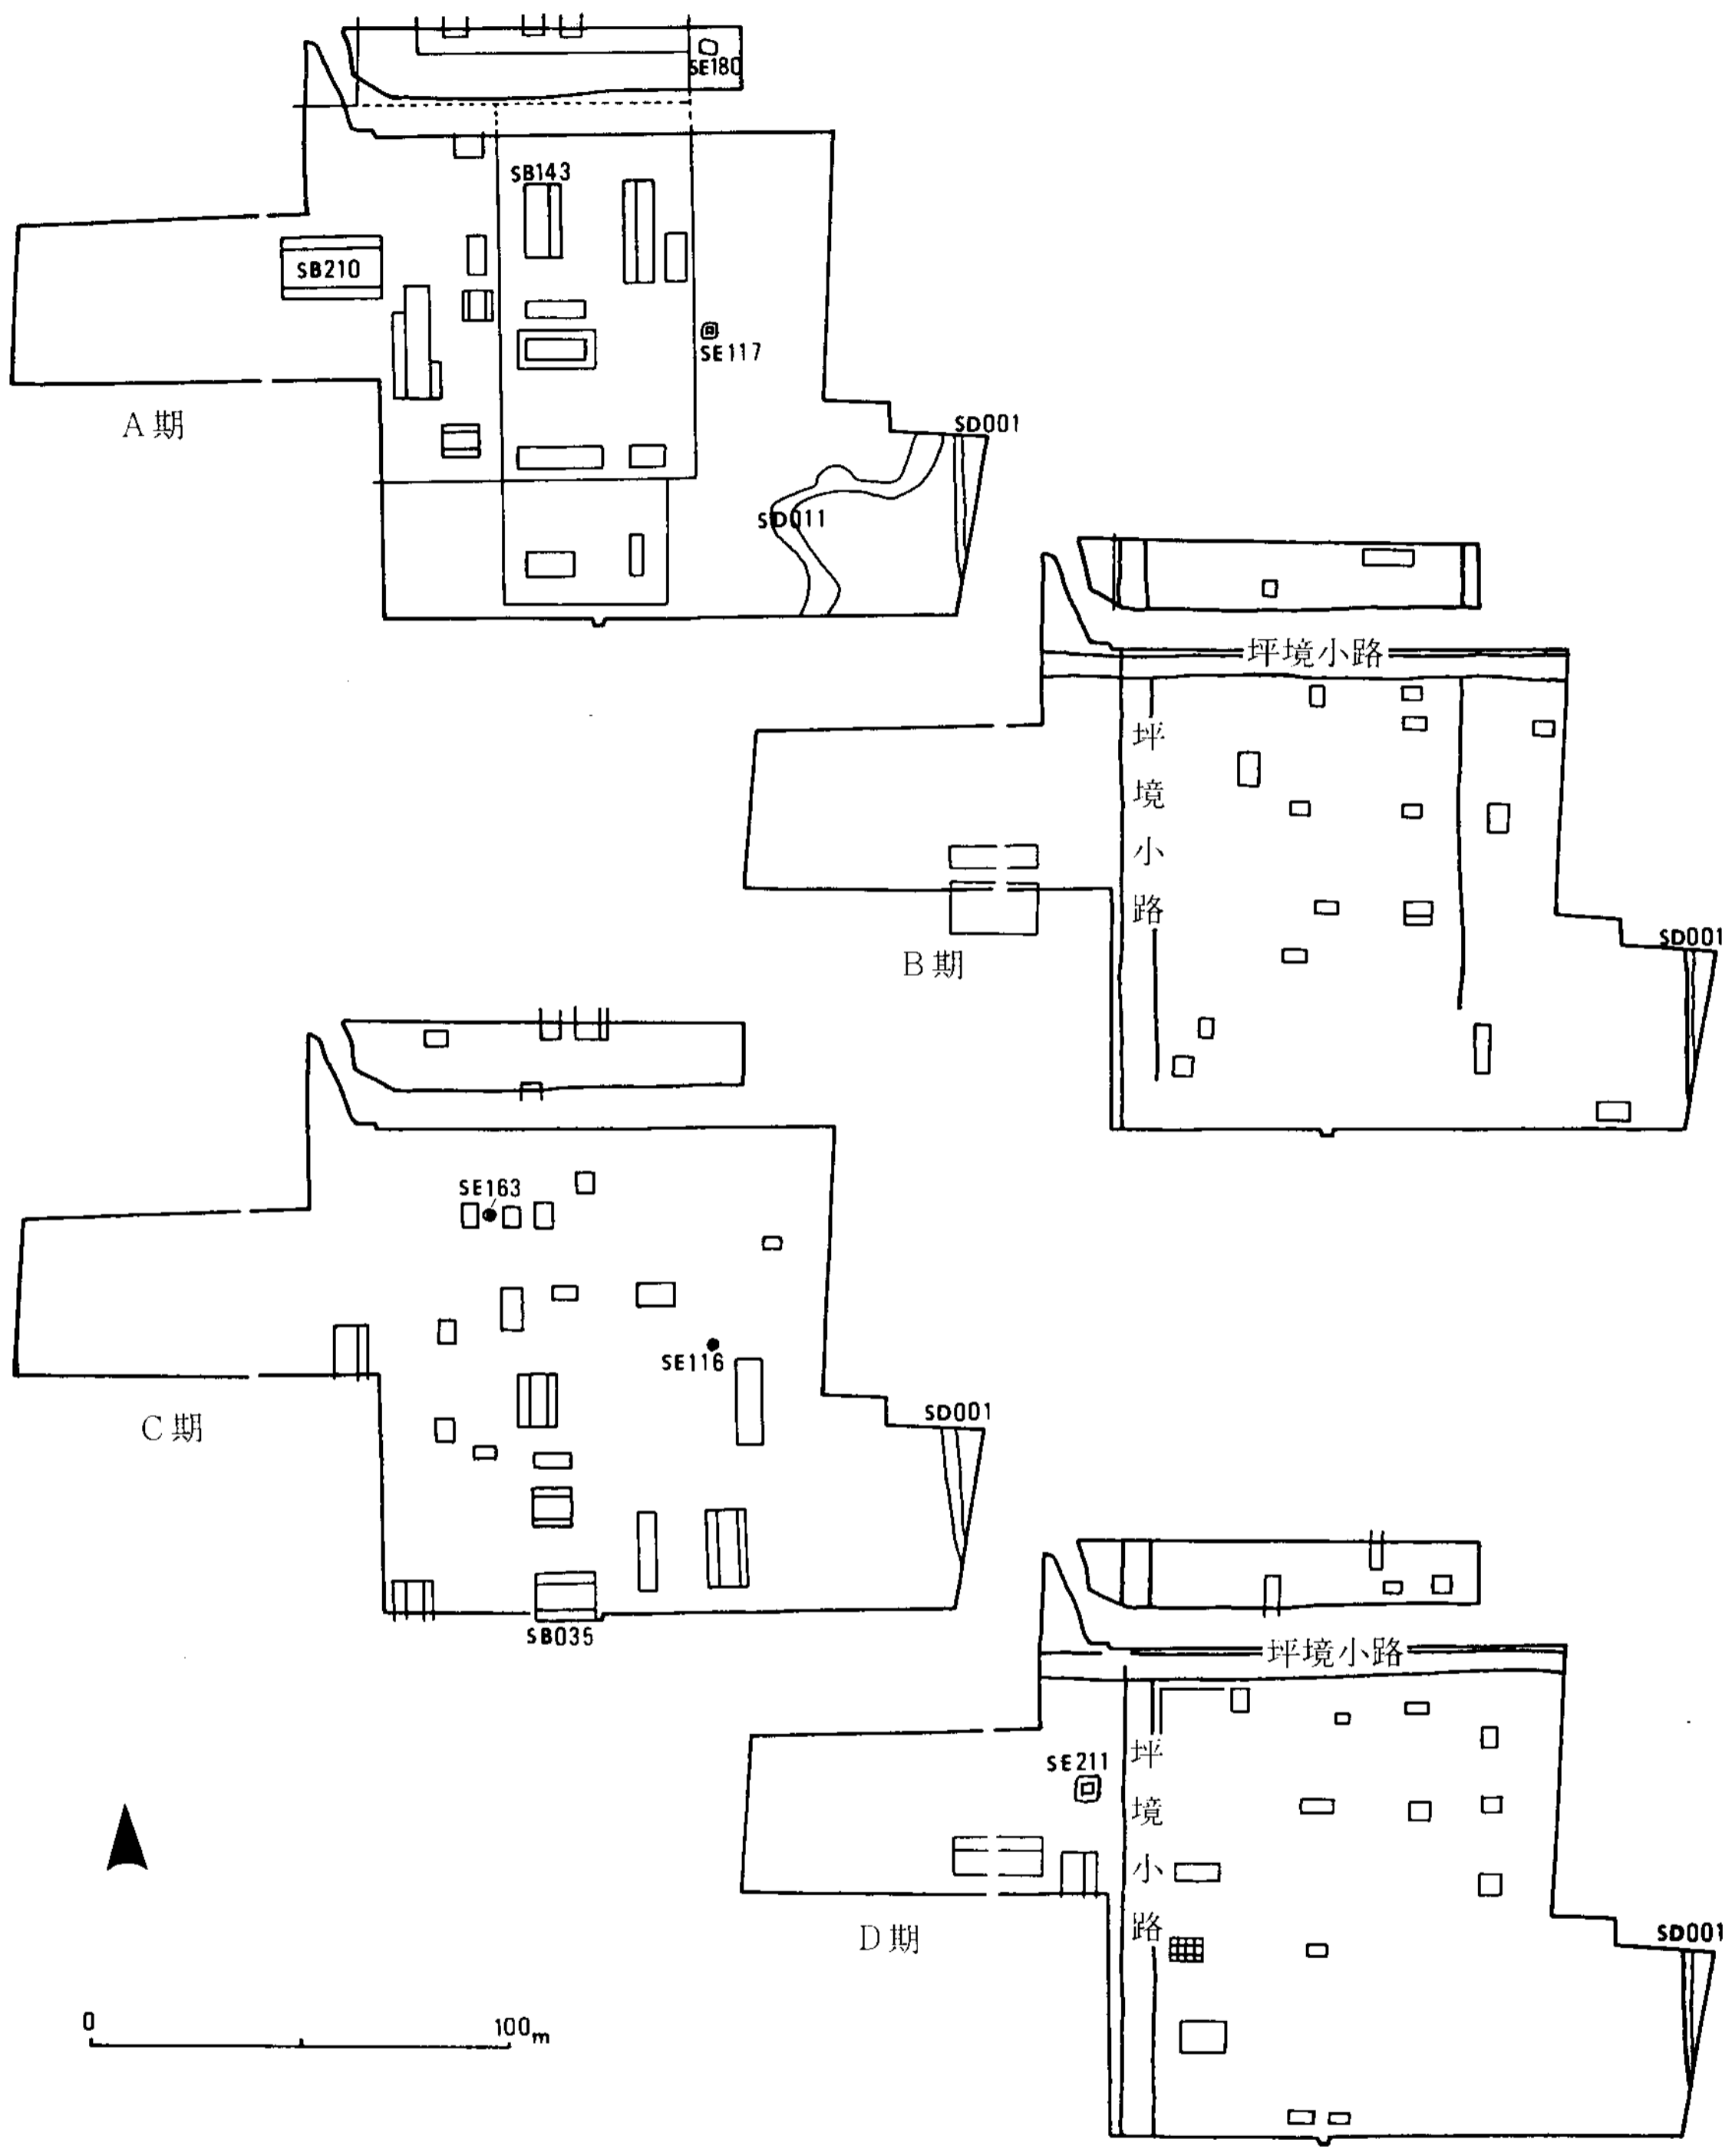 SE180
SB143
SB210
SE117
A期
SD001
SD011
坪境小路
坪境小路
SD001
B期
SE163
SE116
SD001
C期
SB035
坪境小路
坪境小路
SE211
SD001
D期
0 100m